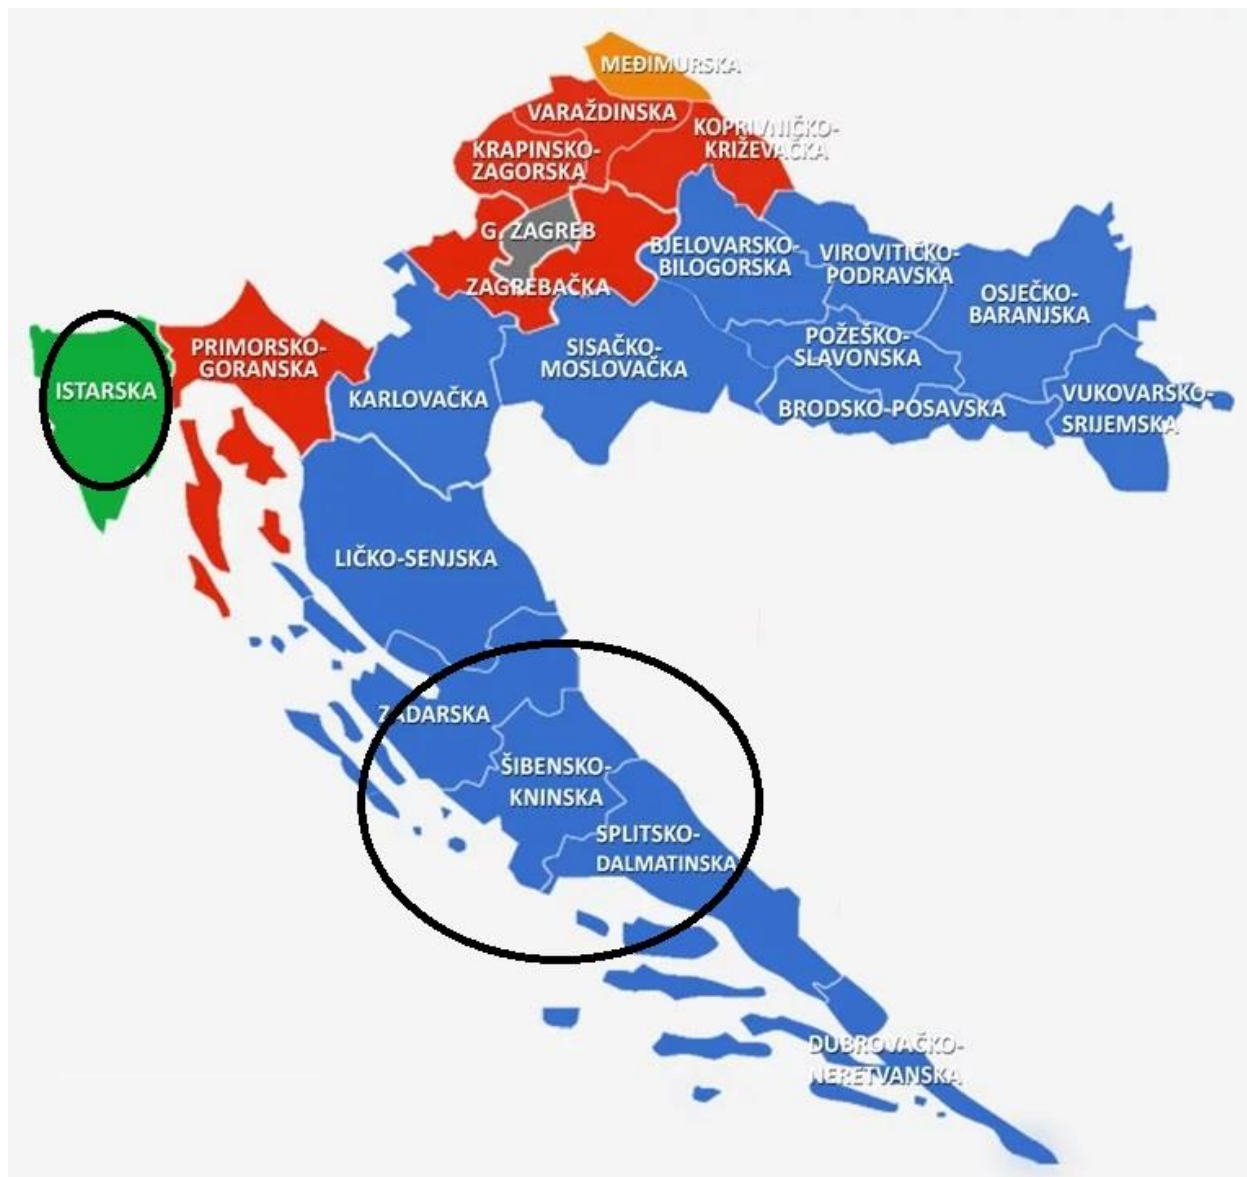 MEĐIMURSKA
VARAŽDINSKA
KOPRIVNIČKO-
KRIŽEVAČKA
KRAPINSKO-
ZAGORSKA
G. ZAGREB
BJELOVARSKO-
BILOGORSKA
VIROVITIČKO-
PODRAVSKA
ZAGREBAČKA
OSJEČKO-
BARANJSKA
PRIMORSKO-
GORANSKA
SISAČKO-
MOSLOVAČKA
POŽEŠKO-
SLAVONSKA
ISTARSKA
KARLOVAČKA
BRODSKO-POSAVSKA
VUKOVARSKO-
SRIJEMSKA
LIČKO-SENJSKA
ZADARSKA
ŠIBENSKO-
KNINSKA
SPLITSKO-
DALMATINSKA
DUBROVAČKO-
NERETVANSKA